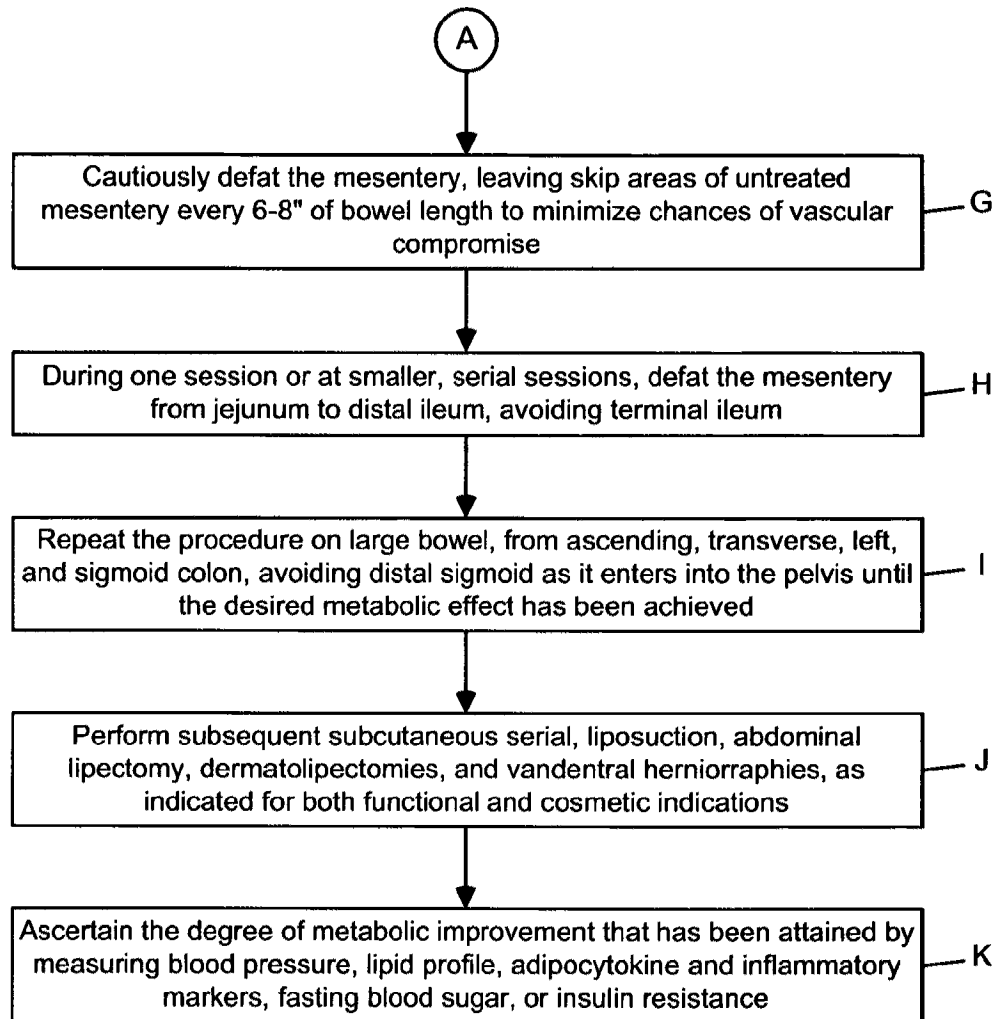 A
Cautiously defat the mesentery, leaving skip areas of untreated
mesentery every 6-8" of bowel length to minimize chances of vascular
compromise
G
During one session or at smaller, serial sessions, defat the mesentery
from jejunum to distal ileum, avoiding terminal ileum
H
Repeat the procedure on large bowel, from ascending, transverse, left,
and sigmoid colon, avoiding distal sigmoid as it enters into the pelvis until
the desired metabolic effect has been achieved
I
Perform subsequent subcutaneous serial, liposuction, abdominal
lipectomy, dermatolipectomies, and vandentral herniorraphies, as
indicated for both functional and cosmetic indications
J
Ascertain the degree of metabolic improvement that has been attained by
measuring blood pressure, lipid profile, adipocytokine and inflammatory
markers, fasting blood sugar, or insulin resistance
K